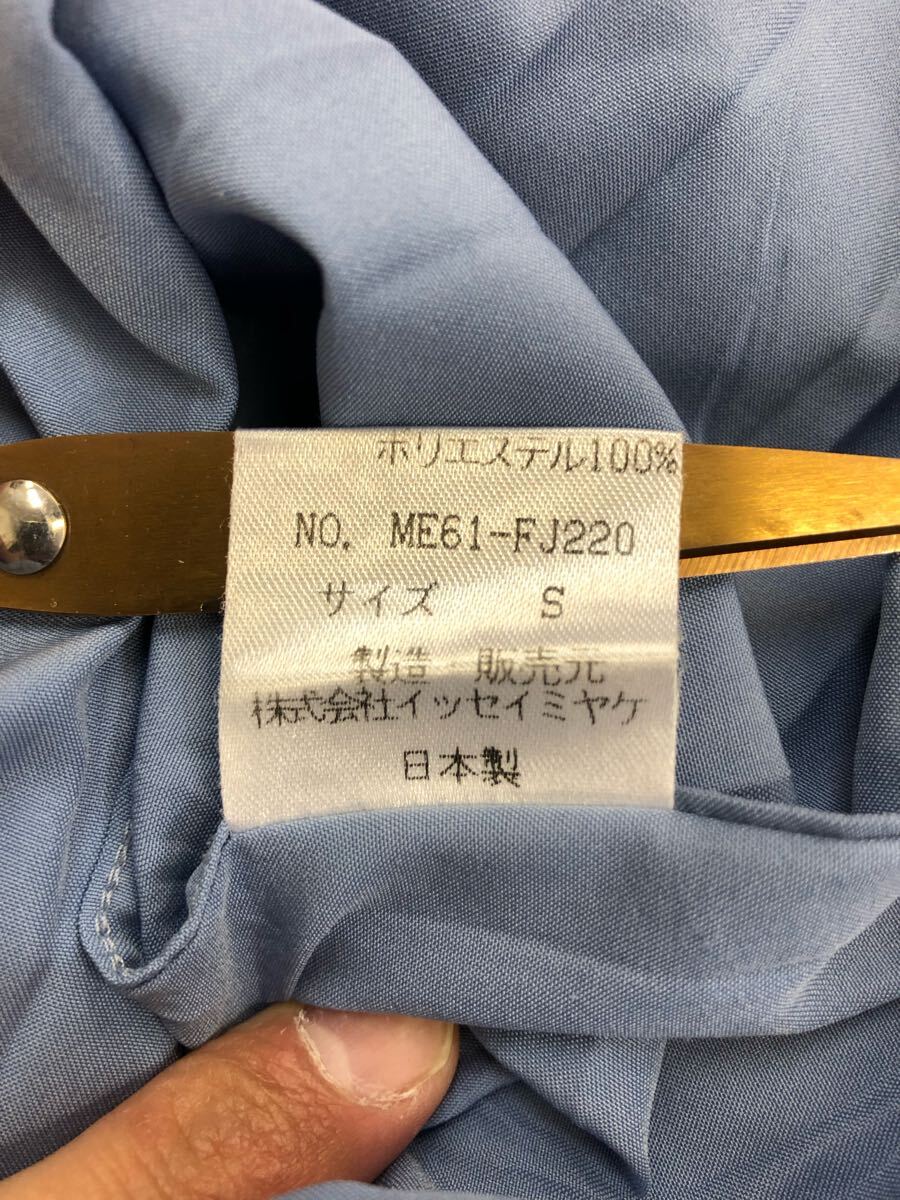 ポリエステル100%
NO. ME61-FJ220
サイズ S
製造 販売元
株式会社イッセイミヤケ
日本製